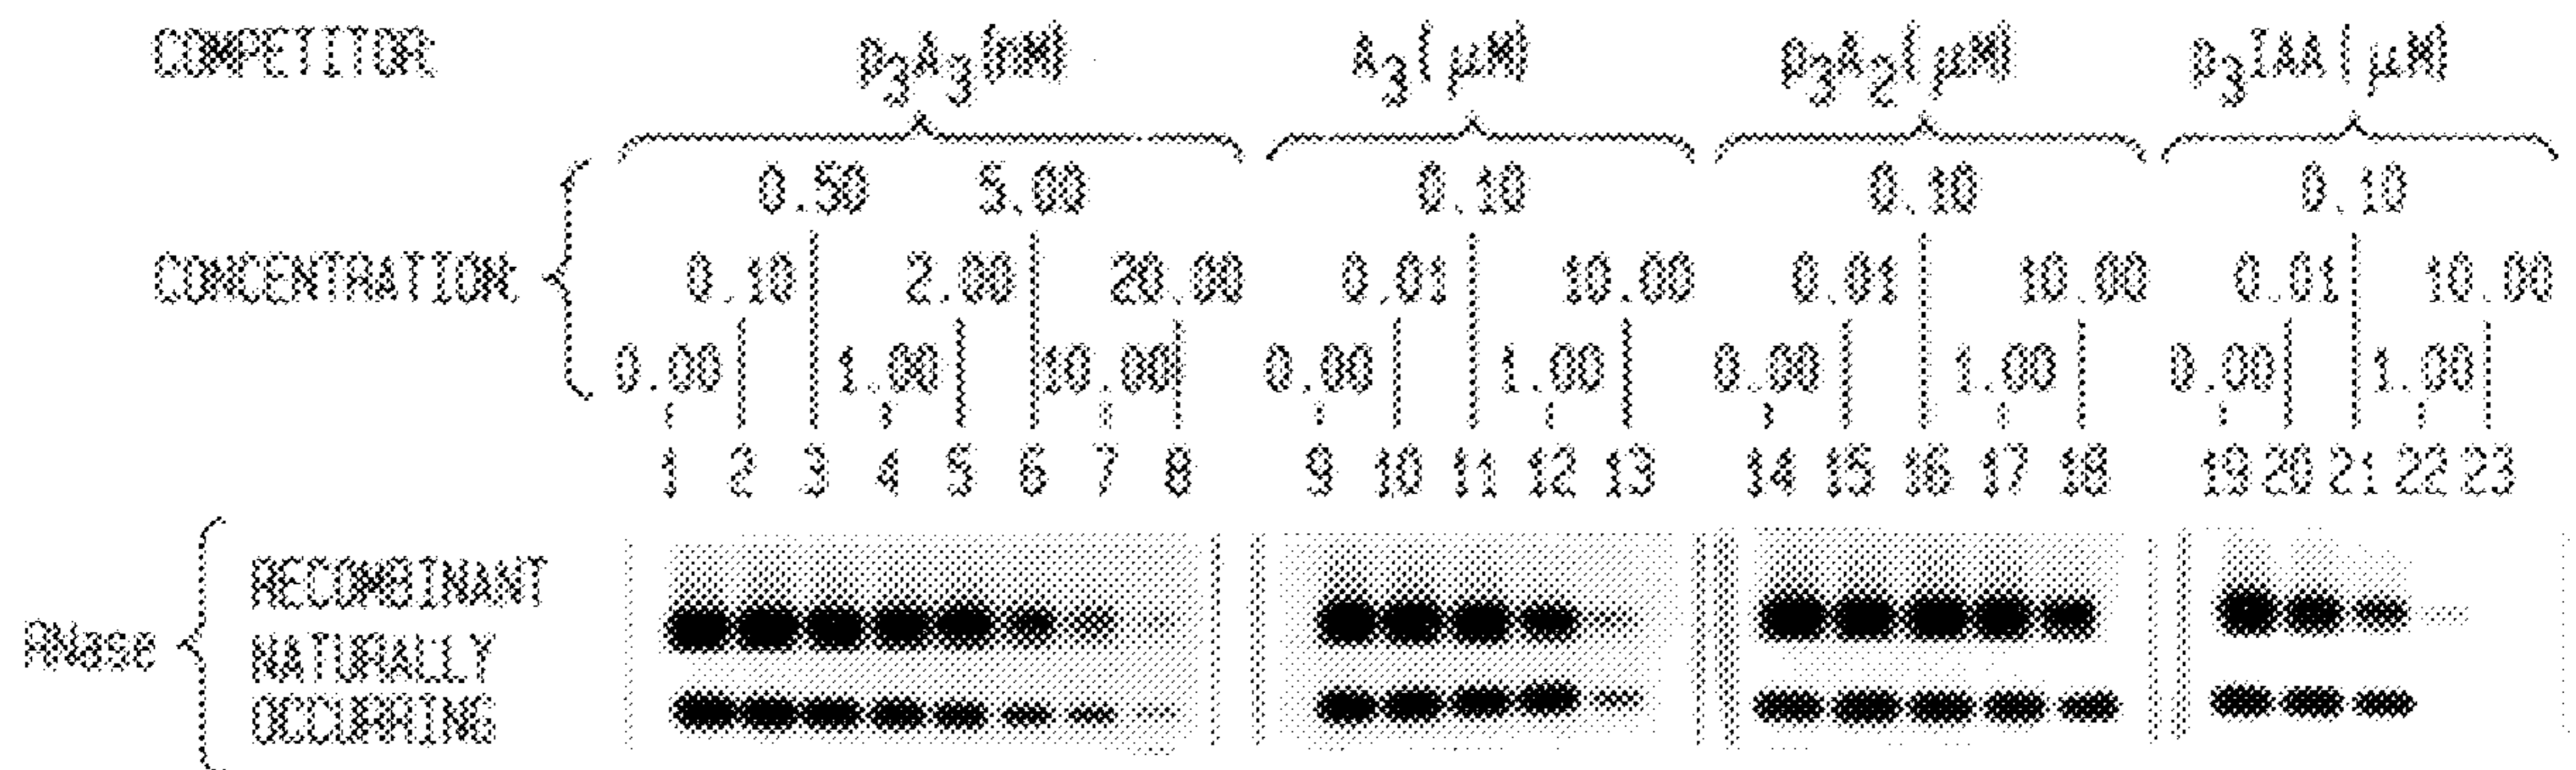 COMPETITOR: p3A3(nM) A3(μM) p3A2(μM) p3IAA(μM)
0.50 5.00 0.10 0.10 0.10
CONCENTRATION: 0.10 2.00 20.00 0.01 10.00 0.01 10.00 0.01 10.00
0.00 1.00 10.00 0.00 1.00 0.00 1.00 0.00 1.00
1 2 3 4 5 6 7 8 9 10 11 12 13 14 15 16 17 18 19 20 21 22 23
RECOMBINANT
RNase NATURALLY
OCCURRING